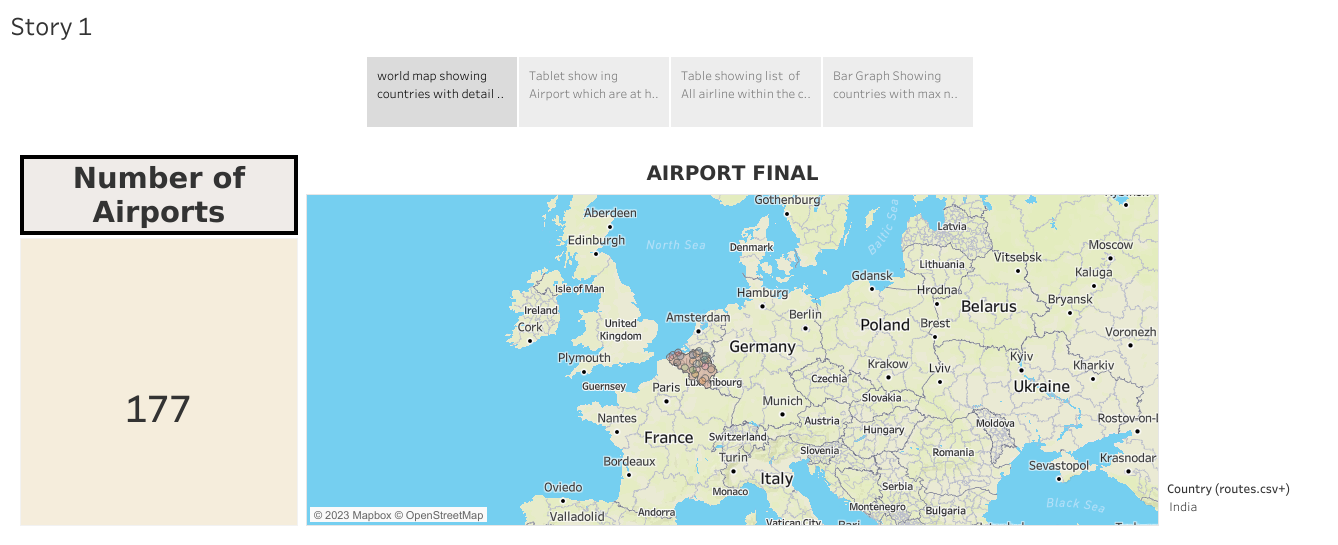 Story 1
world map showing
countries with detail ..
Tablet show ing
Airport which are at h..
Table showing list of
All airline within the c..
Bar Graph Showing
countries with max n..
Number of
Airports
177
AIRPORT FINAL
Gothenburg
Aberdeen
Baltic Sea
Latvia
Edinburgh
North Sea
Denmark
Moscow
Vitsebsk
Lithuania
Kaluga
Gdansk
Isle of Man
Hrodna
Hamburg
Bryansk
Ireland
Belarus
Amsterdam
Berlin
Cork
United
Kingdom
Poland
Brest
Voronezh
Germany
Plymouth
Kyiv
Krakow
Lviv
Kharkiv
Luxembourg
Czechia
Guernsey
Paris
Ukraine
Slovakia
Munich
Nantes
Austria
Moldova
Rostov-on-
France
Switzerland
Hungary
Slovenia
Romania
Turin
Krasnodar
Bordeaux
Sevastopol
Italy
Oviedo
Serbia
Monaco
Black Sea
Montenegro
Bulgaria
Andorra
Valladolid
Vatican City
Bari
© 2023 Mapbox © OpenStreetMap
Country (routes.csv+)
India